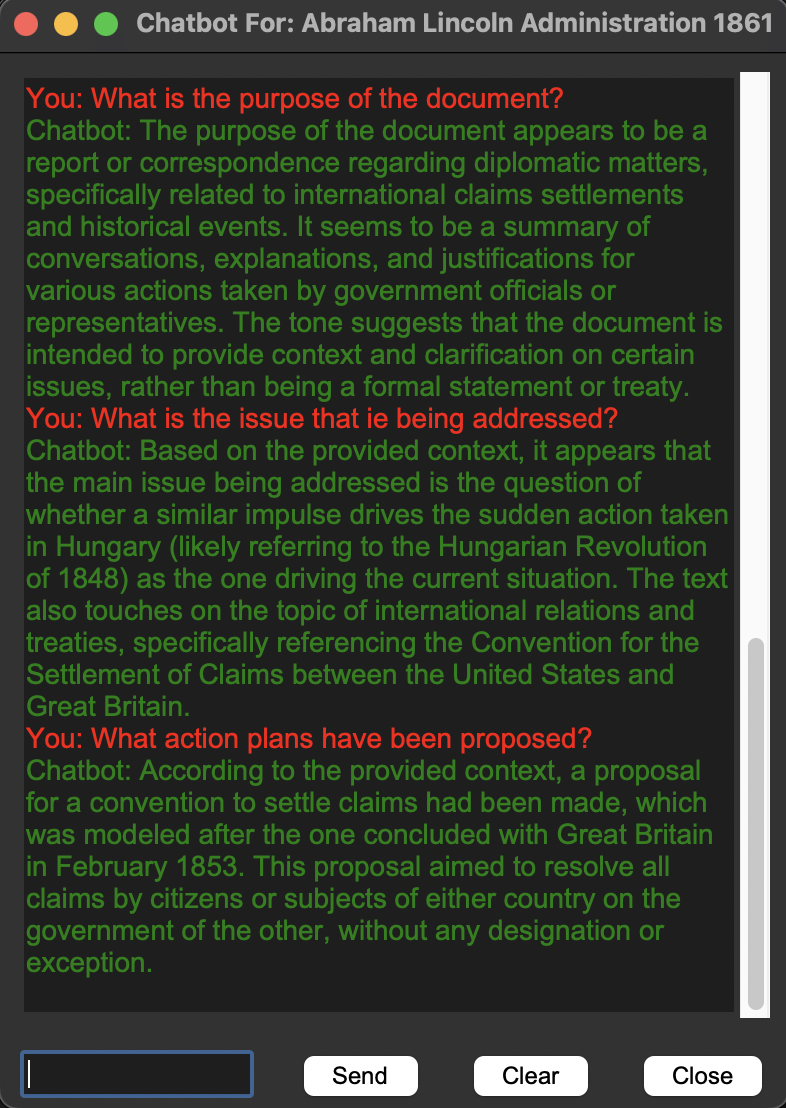 Chatbot For: Abraham Lincoln Administration 1861
You: What is the purpose of the document?
Chatbot: The purpose of the document appears to be a
report or correspondence regarding diplomatic matters,
specifically related to international claims settlements
and historical events. It seems to be a summary of
conversations, explanations, and justifications for
various actions taken by government officials or
representatives. The tone suggests that the document is
intended to provide context and clarification on certain
issues, rather than being a formal statement or treaty.
You: What is the issue that ie being addressed?
Chatbot: Based on the provided context, it appears that
the main issue being addressed is the question of
whether a similar impulse drives the sudden action taken
in Hungary (likely referring to the Hungarian Revolution
of 1848) as the one driving the current situation. The text
also touches on the topic of international relations and
treaties, specifically referencing the Convention for the
Settlement of Claims between the United States and
Great Britain.
You: What action plans have been proposed?
Chatbot: According to the provided context, a proposal
for a convention to settle claims had been made, which
was modeled after the one concluded with Great Britain
in February 1853. This proposal aimed to resolve all
claims by citizens or subjects of either country on the
government of the other, without any designation or
exception.
Send
Clear
Close